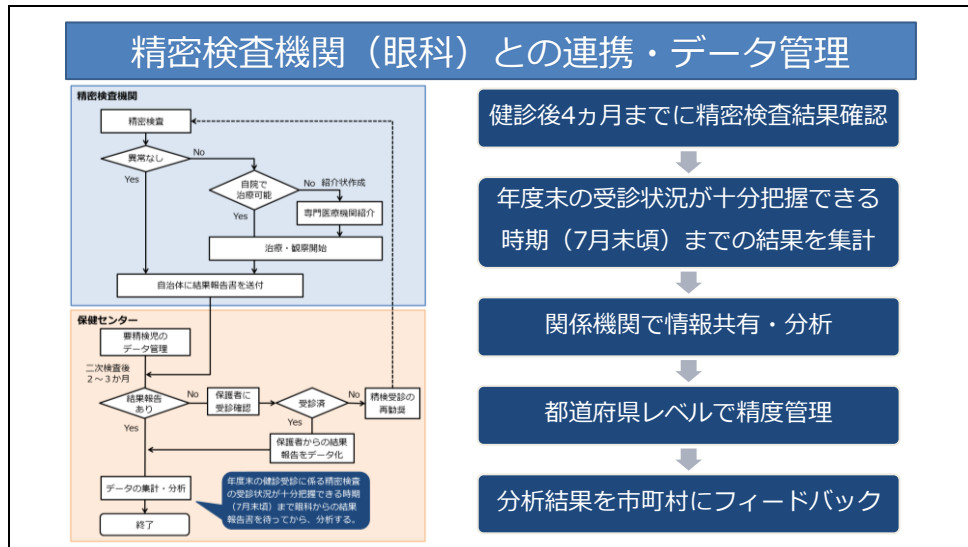 精密検査機関（眼科）との連携・データ管理
精密検査機関
精密検査
異常なし
No
Yes
自院で
治療可能
No 紹介状作成
専門医療機関紹介
Yes
治療・観察開始
自治体に結果報告書を送付
保健センター
要精検児の
データ管理
二次検査後
２～３か月
結果報告
あり
No
保護者に
受診確認
受診済
No
精検受診の
再勧奨
Yes
Yes
保護者からの結果
報告をデータ化
データの集計・分析
終了
年度末の健診受診に係る精密検査
の受診状況が十分把握できる時期
（7月末頃）まで眼科からの結果
報告書を待ってから、分析する。
健診後4ヵ月までに精密検査結果確認
年度末の受診状況が十分把握できる
時期（7月末頃）までの結果を集計
関係機関で情報共有・分析
都道府県レベルで精度管理
分析結果を市町村にフィードバック